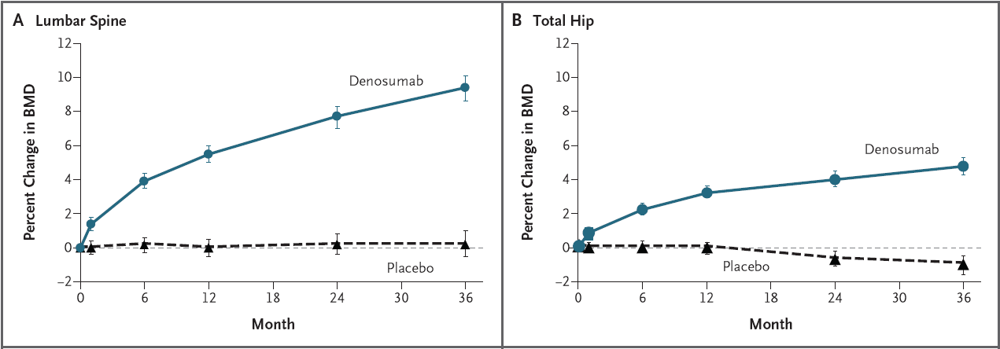 A Lumbar Spine
12
10
8
6
4
2
0
–2
Percent Change in BMD
Denosumab
Placebo
0 6 12 18 24 30 36
Month
B Total Hip
12
10
8
6
4
2
0
–2
Percent Change in BMD
Denosumab
Placebo
0 6 12 18 24 30 36
Month